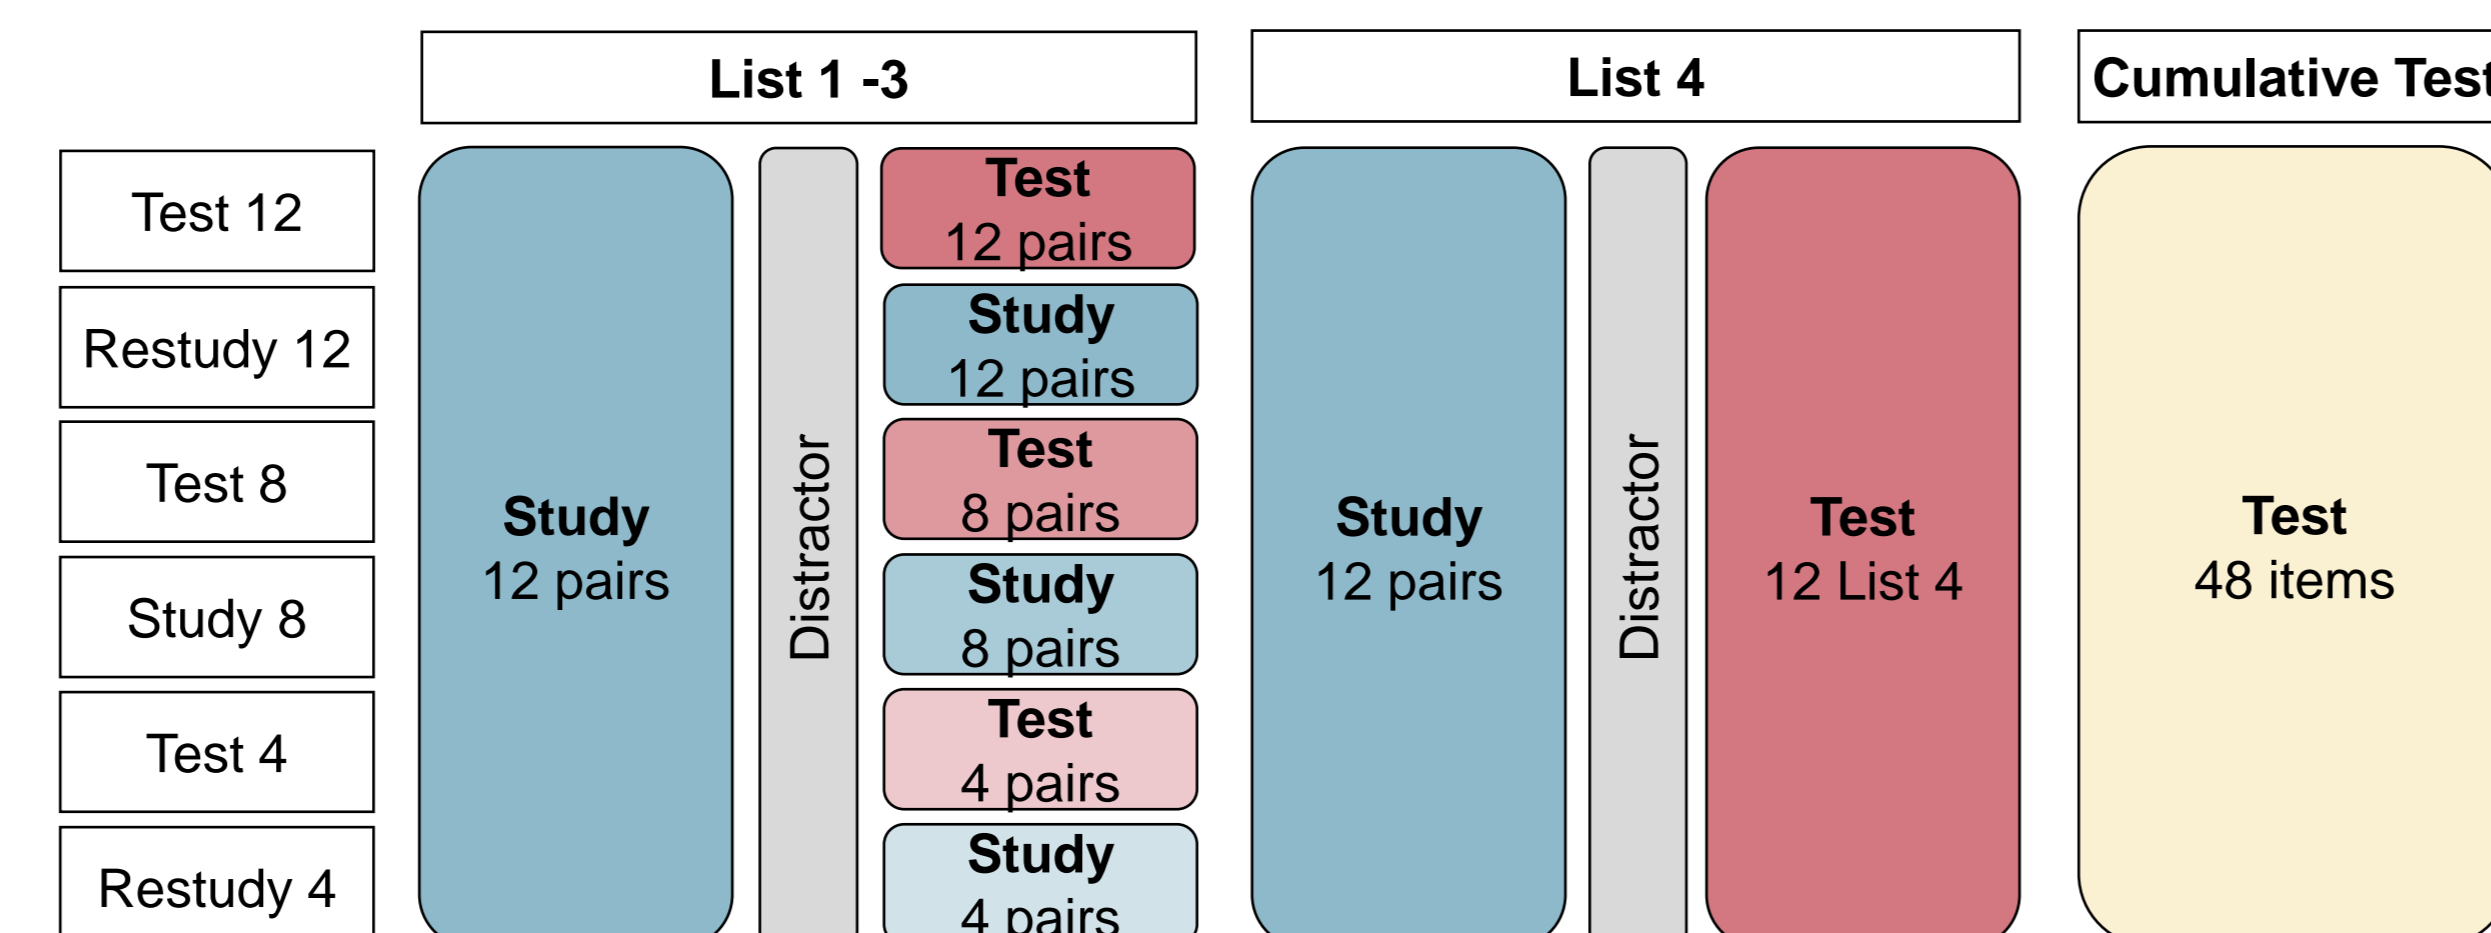 List 1 -3
List 4
Cumulative Test
Test 12
Restudy 12
Test 8
Study 8
Test 4
Restudy 4
Study
12 pairs
Distractor
Test
12 pairs
Study
12 pairs
Test
8 pairs
Study
8 pairs
Test
4 pairs
Study
4 pairs
Study
12 pairs
Distractor
Test
12 List 4
Test
48 items